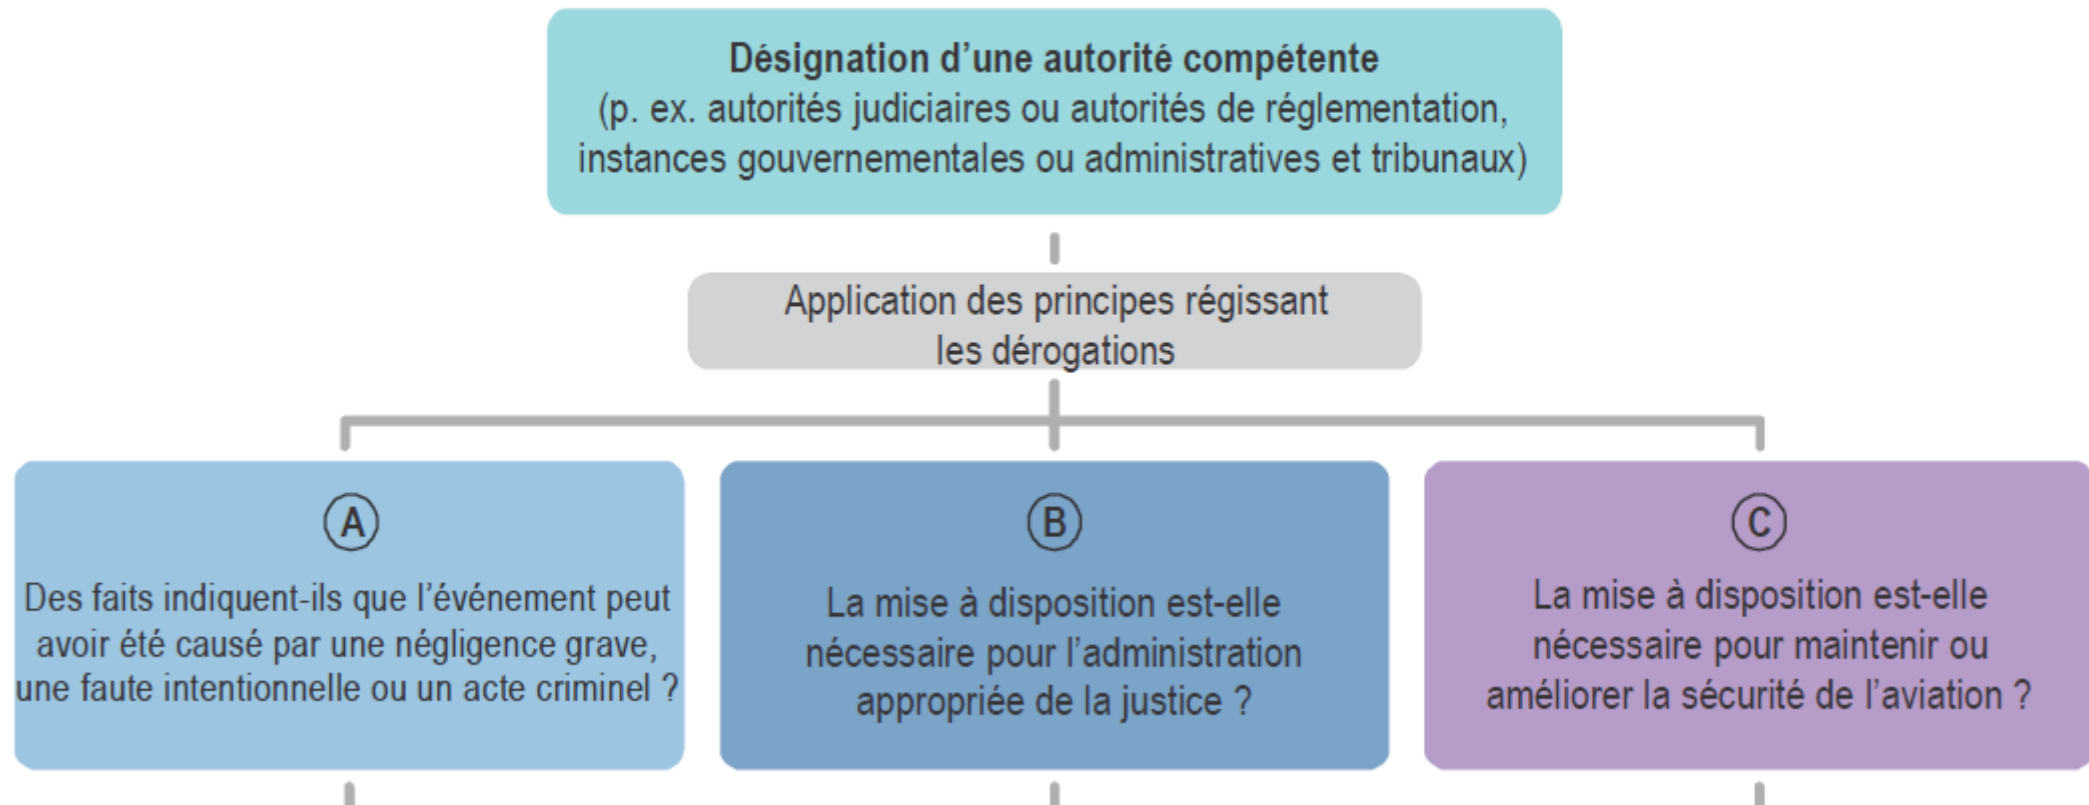 Désignation d’une autorité compétente
(p. ex. autorités judiciaires ou autorités de réglementation,
instances gouvernementales ou administratives et tribunaux)
Application des principes régissant
les dérogations
A
Des faits indiquent-ils que l’événement peut
avoir été causé par une négligence grave,
une faute intentionnelle ou un acte criminel ?
B
La mise à disposition est-elle
nécessaire pour l’administration
appropriée de la justice ?
C
La mise à disposition est-elle
nécessaire pour maintenir ou
améliorer la sécurité de l’aviation ?